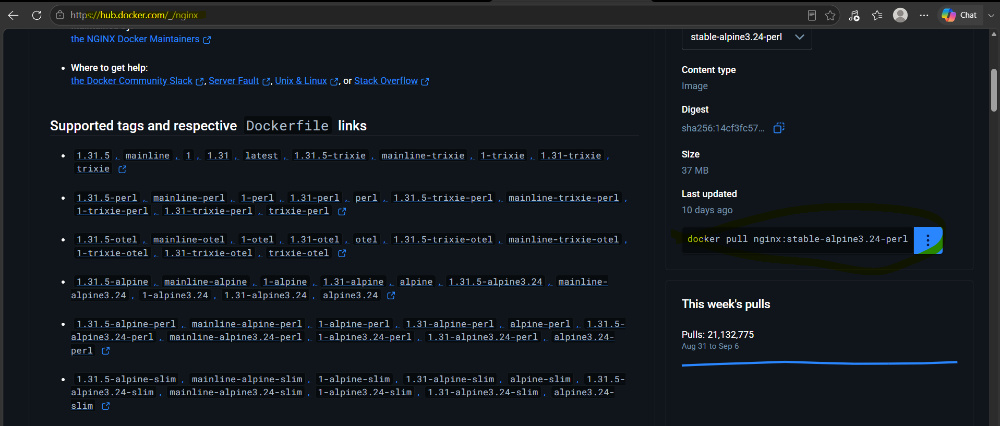 https://hub.docker.com/_/nginx
Chat
the NGINX Docker Maintainers
Where to get help:
the Docker Community Slack, Server Fault, Unix & Linux, or Stack Overflow
Supported tags and respective Dockerfile links
1.31.5, mainline, 1, 1.31, latest, 1.31.5-trixie, mainline-trixie, 1-trixie, 1.31-trixie,
trixie
1.31.5-perl, mainline-perl, 1-perl, 1.31-perl, perl, 1.31.5-trixie-perl, mainline-trixie-perl,
1-trixie-perl, 1.31-trixie-perl, trixie-perl
1.31.5-otel, mainline-otel, 1-otel, 1.31-otel, otel, 1.31.5-trixie-otel, mainline-trixie-otel,
1-trixie-otel, 1.31-trixie-otel, trixie-otel
1.31.5-alpine, mainline-alpine, 1-alpine, 1.31-alpine, alpine, 1.31.5-alpine3.24, mainline-
alpine3.24, 1-alpine3.24, 1.31-alpine3.24, alpine3.24
1.31.5-alpine-perl, mainline-alpine-perl, 1-alpine-perl, 1.31-alpine-perl, alpine-perl, 1.31.5-
alpine3.24-perl, mainline-alpine3.24-perl, 1-alpine3.24-perl, 1.31-alpine3.24-perl, alpine3.24-
perl
1.31.5-alpine-slim, mainline-alpine-slim, 1-alpine-slim, 1.31-alpine-slim, alpine-slim, 1.31.5-
alpine3.24-slim, mainline-alpine3.24-slim, 1-alpine3.24-slim, 1.31-alpine3.24-slim, alpine3.24-
slim
stable-alpine3.24-perl
Content type
Image
Digest
sha256:14cf3fc57...
Size
37 MB
Last updated
10 days ago
docker pull nginx:stable-alpine3.24-perl
This week's pulls
Pulls: 21,132,775
Aug 31 to Sep 6